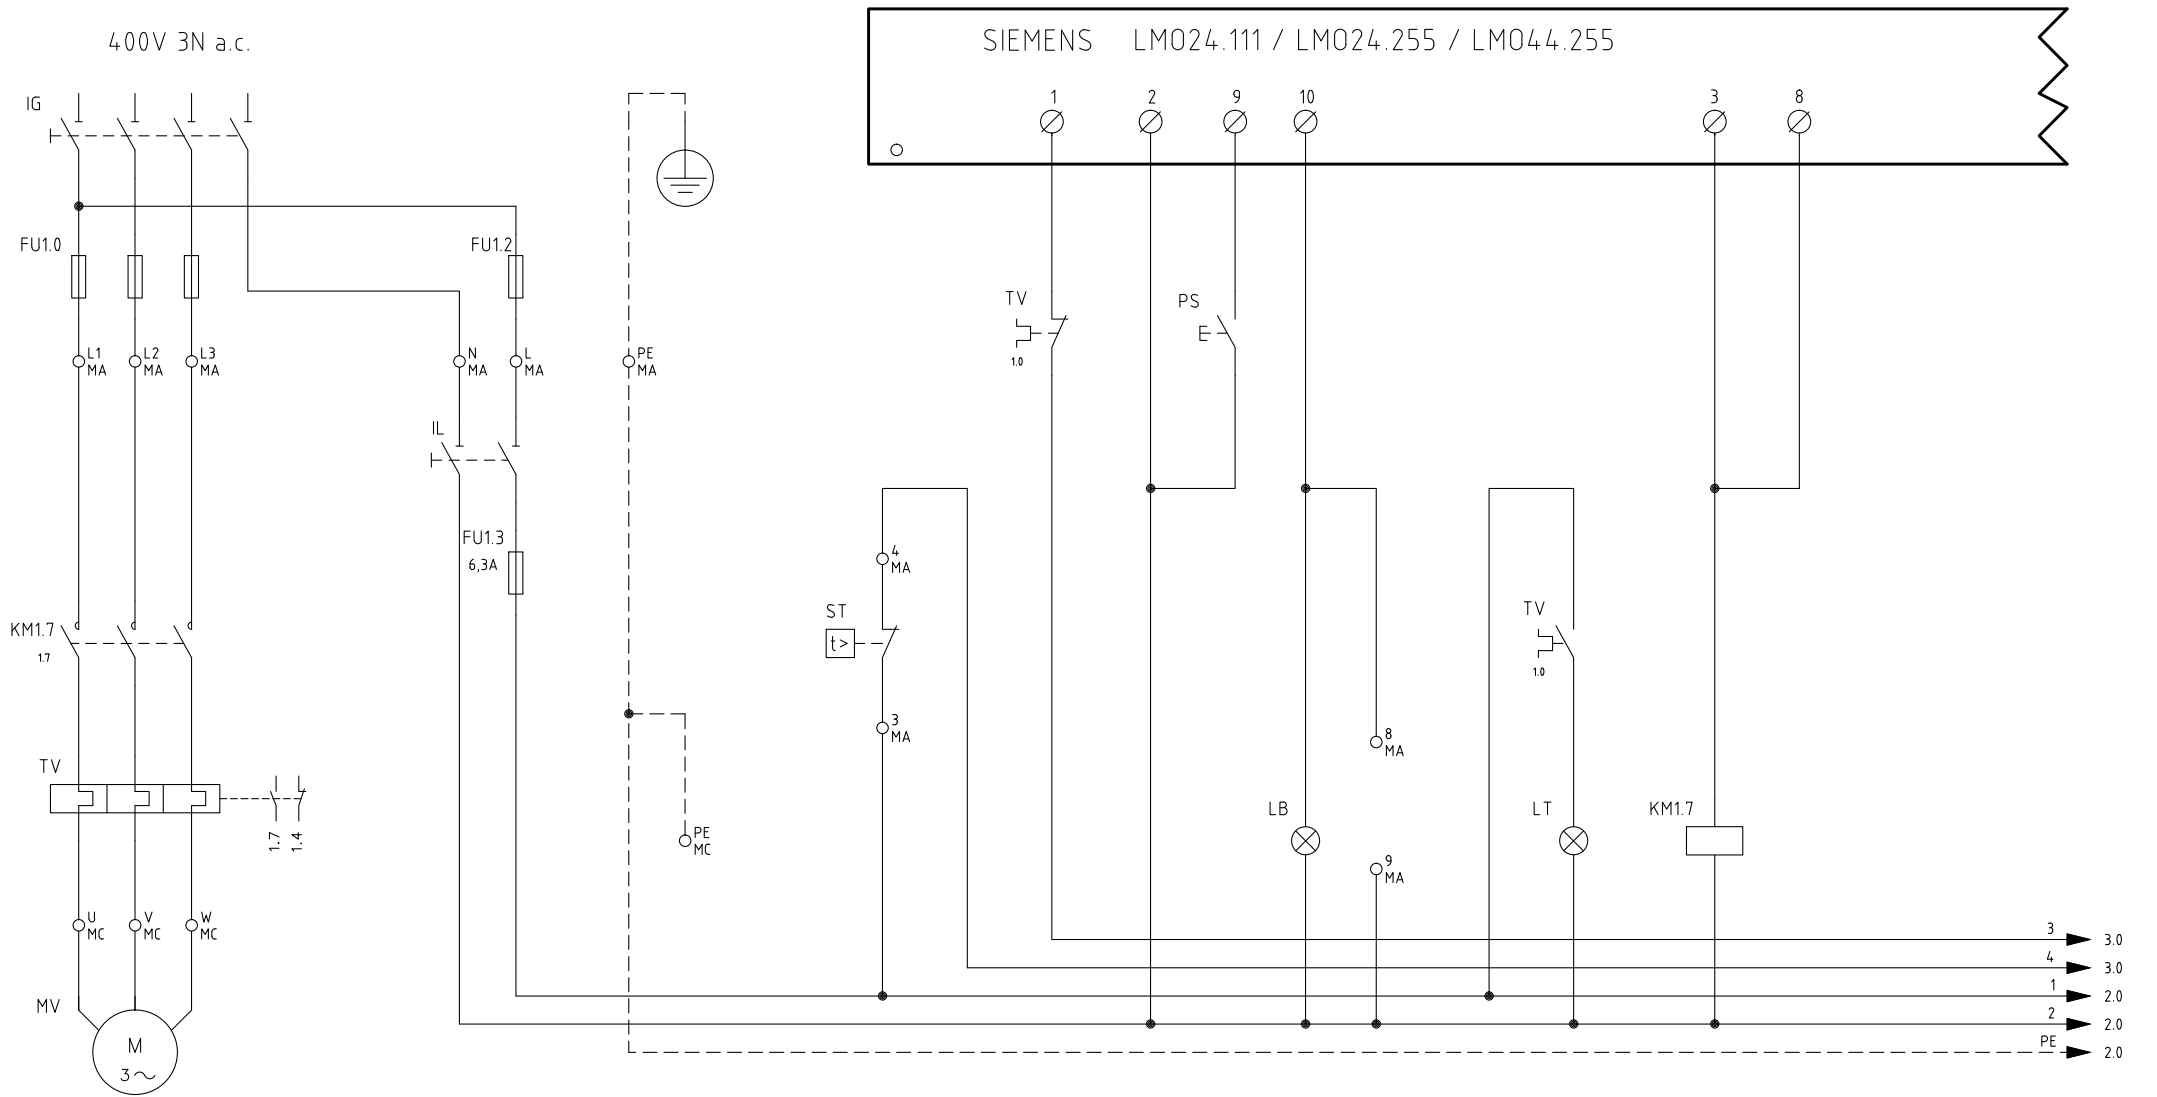 400V 3N a.c.
SIEMENS LMO24.111 / LMO24.255 / LMO44.255
IG
1 2 9 10 3 8
FU1.0
FU1.2
TV
PS
1.0
L1
MA
L2
MA
L3
MA
N
MA
L
MA
PE
MA
IL
FU1.3
6,3A
4
MA
ST
t>
3
MA
KM1.7
1.7
TV
1.0
8
MA
TV
1.7
1.4
PE
MC
LB
LT
KM1.7
9
MA
U
MC
V
MC
W
MC
MV
M
3~
3 3.0
4 3.0
1 2.0
2 2.0
PE 2.0